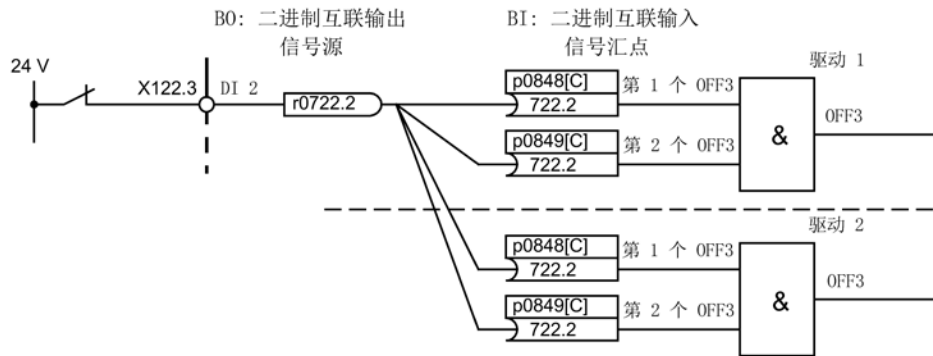 BO: 二进制互联输出
信号源
BI: 二进制互联输入
信号汇点
24 V
X122.3
DI 2
r0722.2
驱动 1
p0848[C]
722.2
第 1 个 OFF3
p0849[C]
722.2
第 2 个 OFF3
&
OFF3
驱动 2
p0848[C]
722.2
第 1 个 OFF3
p0849[C]
722.2
第 2 个 OFF3
&
OFF3